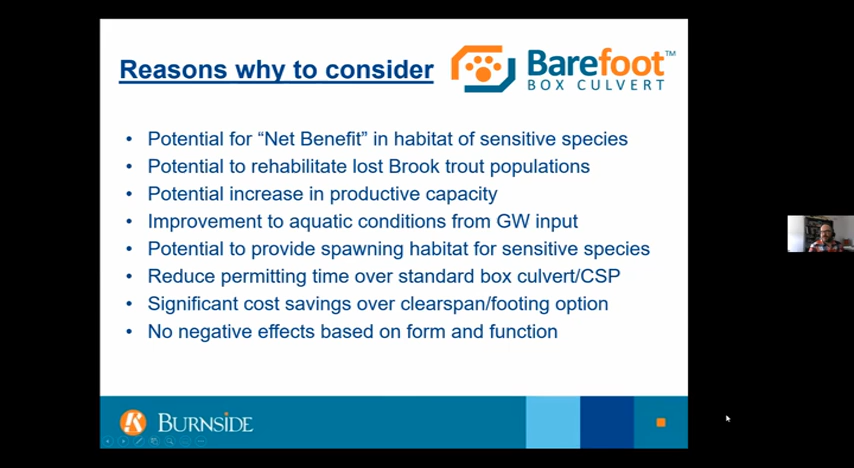 Reasons why to consider
Barefoot™
BOX CULVERT
• Potential for “Net Benefit” in habitat of sensitive species
• Potential to rehabilitate lost Brook trout populations
• Potential increase in productive capacity
• Improvement to aquatic conditions from GW input
• Potential to provide spawning habitat for sensitive species
• Reduce permitting time over standard box culvert/CSP
• Significant cost savings over clearspan/footing option
• No negative effects based on form and function
BURNSIDE